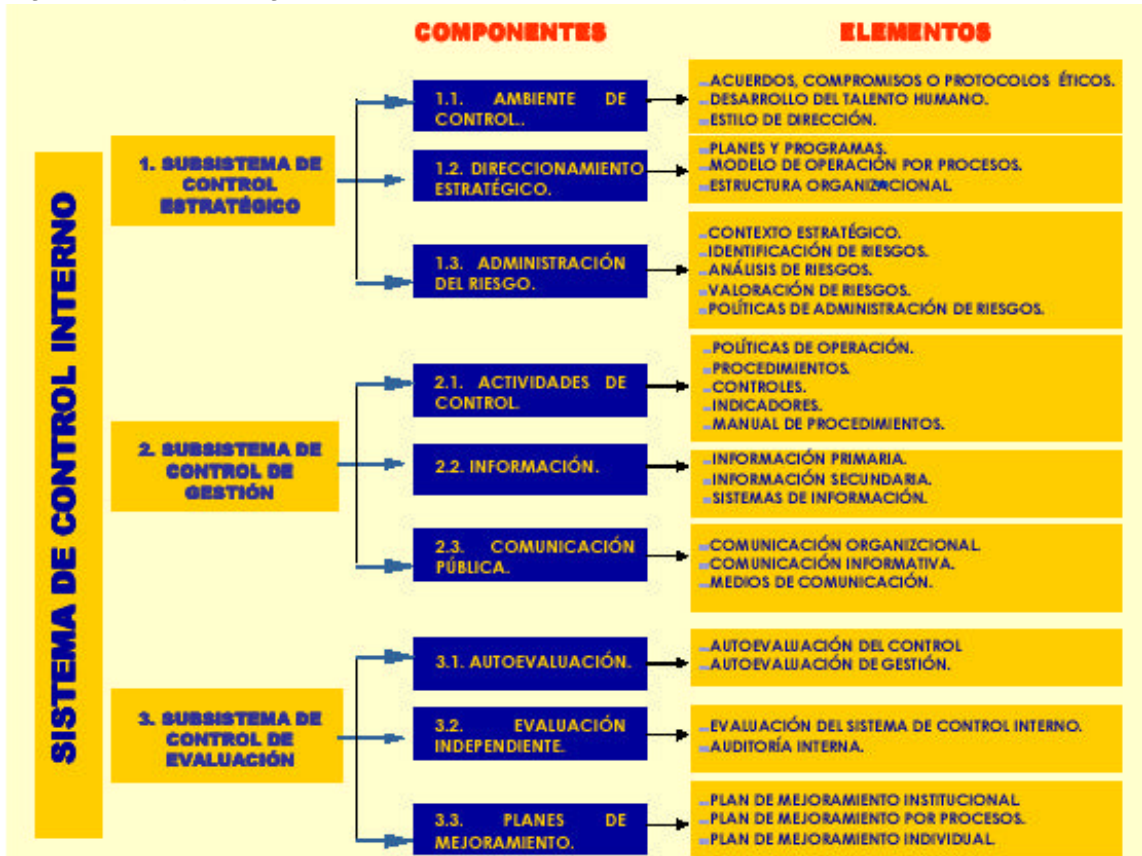 COMPONENTES
ELEMENTOS
SISTEMA DE CONTROL INTERNO
1. SUBSISTEMA DE
CONTROL
ESTRATÉGICO
1.1. AMBIENTE DE
CONTROL..
ACUERDOS, COMPROMISOS O PROTOCOLOS ÉTICOS.
DESARROLLO DEL TALENTO HUMANO.
ESTILO DE DIRECCIÓN.
1.2. DIRECCIONAMIENTO
ESTRATÉGICO.
PLANES Y PROGRAMAS.
MODELO DE OPERACIÓN POR PROCESOS.
ESTRUCTURA ORGANIZACIONAL.
1.3. ADMINISTRACIÓN
DEL RIESGO.
CONTEXTO ESTRATÉGICO.
IDENTIFICACIÓN DE RIESGOS.
ANÁLISIS DE RIESGOS.
VALORACIÓN DE RIESGOS.
POLÍTICAS DE ADMINISTRACIÓN DE RIESGOS.
2. SUBSISTEMA DE
CONTROL DE
GESTIÓN
2.1. ACTIVIDADES DE
CONTROL.
POLÍTICAS DE OPERACIÓN.
PROCEDIMIENTOS.
CONTROLES.
INDICADORES.
MANUAL DE PROCEDIMIENTOS.
2.2. INFORMACIÓN.
INFORMACIÓN PRIMARIA.
INFORMACIÓN SECUNDARIA.
SISTEMAS DE INFORMACIÓN.
2.3. COMUNICACIÓN
PÚBLICA.
COMUNICACIÓN ORGANIZCIONAL.
COMUNICACIÓN INFORMATIVA.
MEDIOS DE COMUNICACIÓN.
3. SUBSISTEMA DE
CONTROL DE
EVALUACIÓN
3.1. AUTOEVALUACIÓN.
AUTOEVALUACIÓN DEL CONTROL
AUTOEVALUACIÓN DE GESTIÓN.
3.2. EVALUACIÓN
INDEPENDIENTE.
EVALUACIÓN DEL SISTEMA DE CONTROL INTERNO.
AUDITORÍA INTERNA.
3.3. PLANES DE
MEJORAMIENTO.
PLAN DE MEJORAMIENTO INSTITUCIONAL.
PLAN DE MEJORAMIENTO POR PROCESOS.
PLAN DE MEJORAMIENTO INDIVIDUAL.